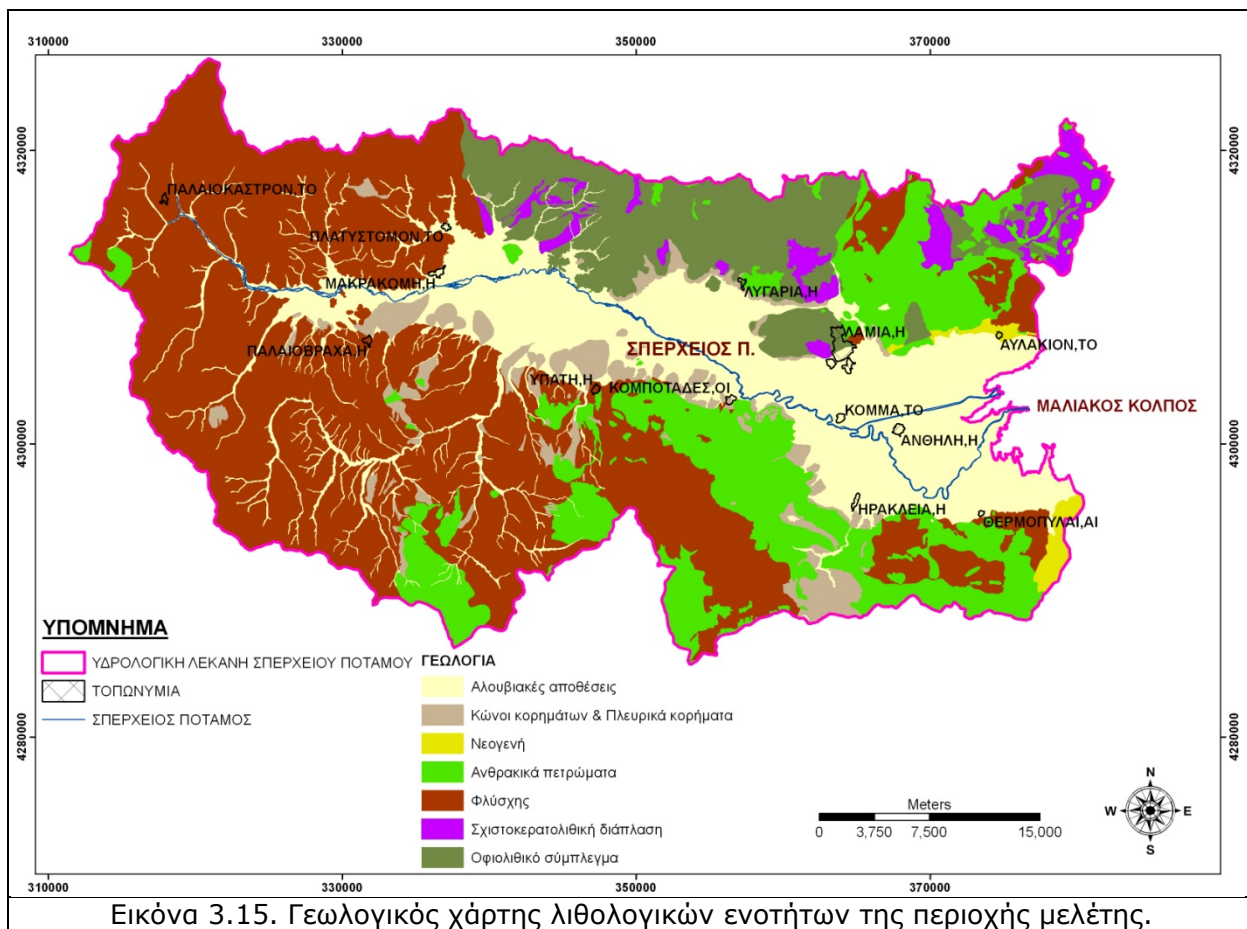 310000 330000 350000 370000
4320000 4320000
ΠΑΛΑΙΟΚΑΣΤΡΟΝ,ΤΟ
ΠΛΑΤΥΣΤΟΜΟΝ,ΤΟ
ΜΑΚΡΑΚΩΜΗ,Η
ΛΥΓΑΡΙΑ,Η
ΛΑΜΙΑ,Η
ΑΥΛΑΚΙΟΝ,ΤΟ
ΠΑΛΑΙΟΒΡΑΧΑ,Η
ΣΠΕΡΧΕΙΟΣ Π.
ΥΠΑΤΗ,Η
ΚΟΜΠΟΤΑΔΕΣ,ΟΙ
ΚΟΜΜΑ,ΤΟ
ΜΑΛΙΑΚΟΣ ΚΟΛΠΟΣ
ΑΝΘΗΛΗ,Η
4300000 4300000
ΗΡΑΚΛΕΙΑ,Η
ΘΕΡΜΟΠΥΛΑΙ,ΑΙ
ΥΠΟΜΝΗΜΑ
ΥΔΡΟΛΟΓΙΚΗ ΛΕΚΑΝΗ ΣΠΕΡΧΕΙΟΥ ΠΟΤΑΜΟΥ
ΤΟΠΩΝΥΜΙΑ
ΣΠΕΡΧΕΙΟΣ ΠΟΤΑΜΟΣ
ΓΕΩΛΟΓΙΑ
Αλουβιακές αποθέσεις
Κώνοι κορημάτων & Πλευρικά κορήματα
Νεογενή
Ανθρακικά πετρώματα
Φλύσχης
Σχιστοκερατολιθική διάπλαση
Οφιολιθικό σύμπλεγμα
4280000 4280000
Meters
0 3,750 7,500 15,000
N
W E
S
310000 330000 350000 370000
Εικόνα 3.15. Γεωλογικός χάρτης λιθολογικών ενοτήτων της περιοχής μελέτης.